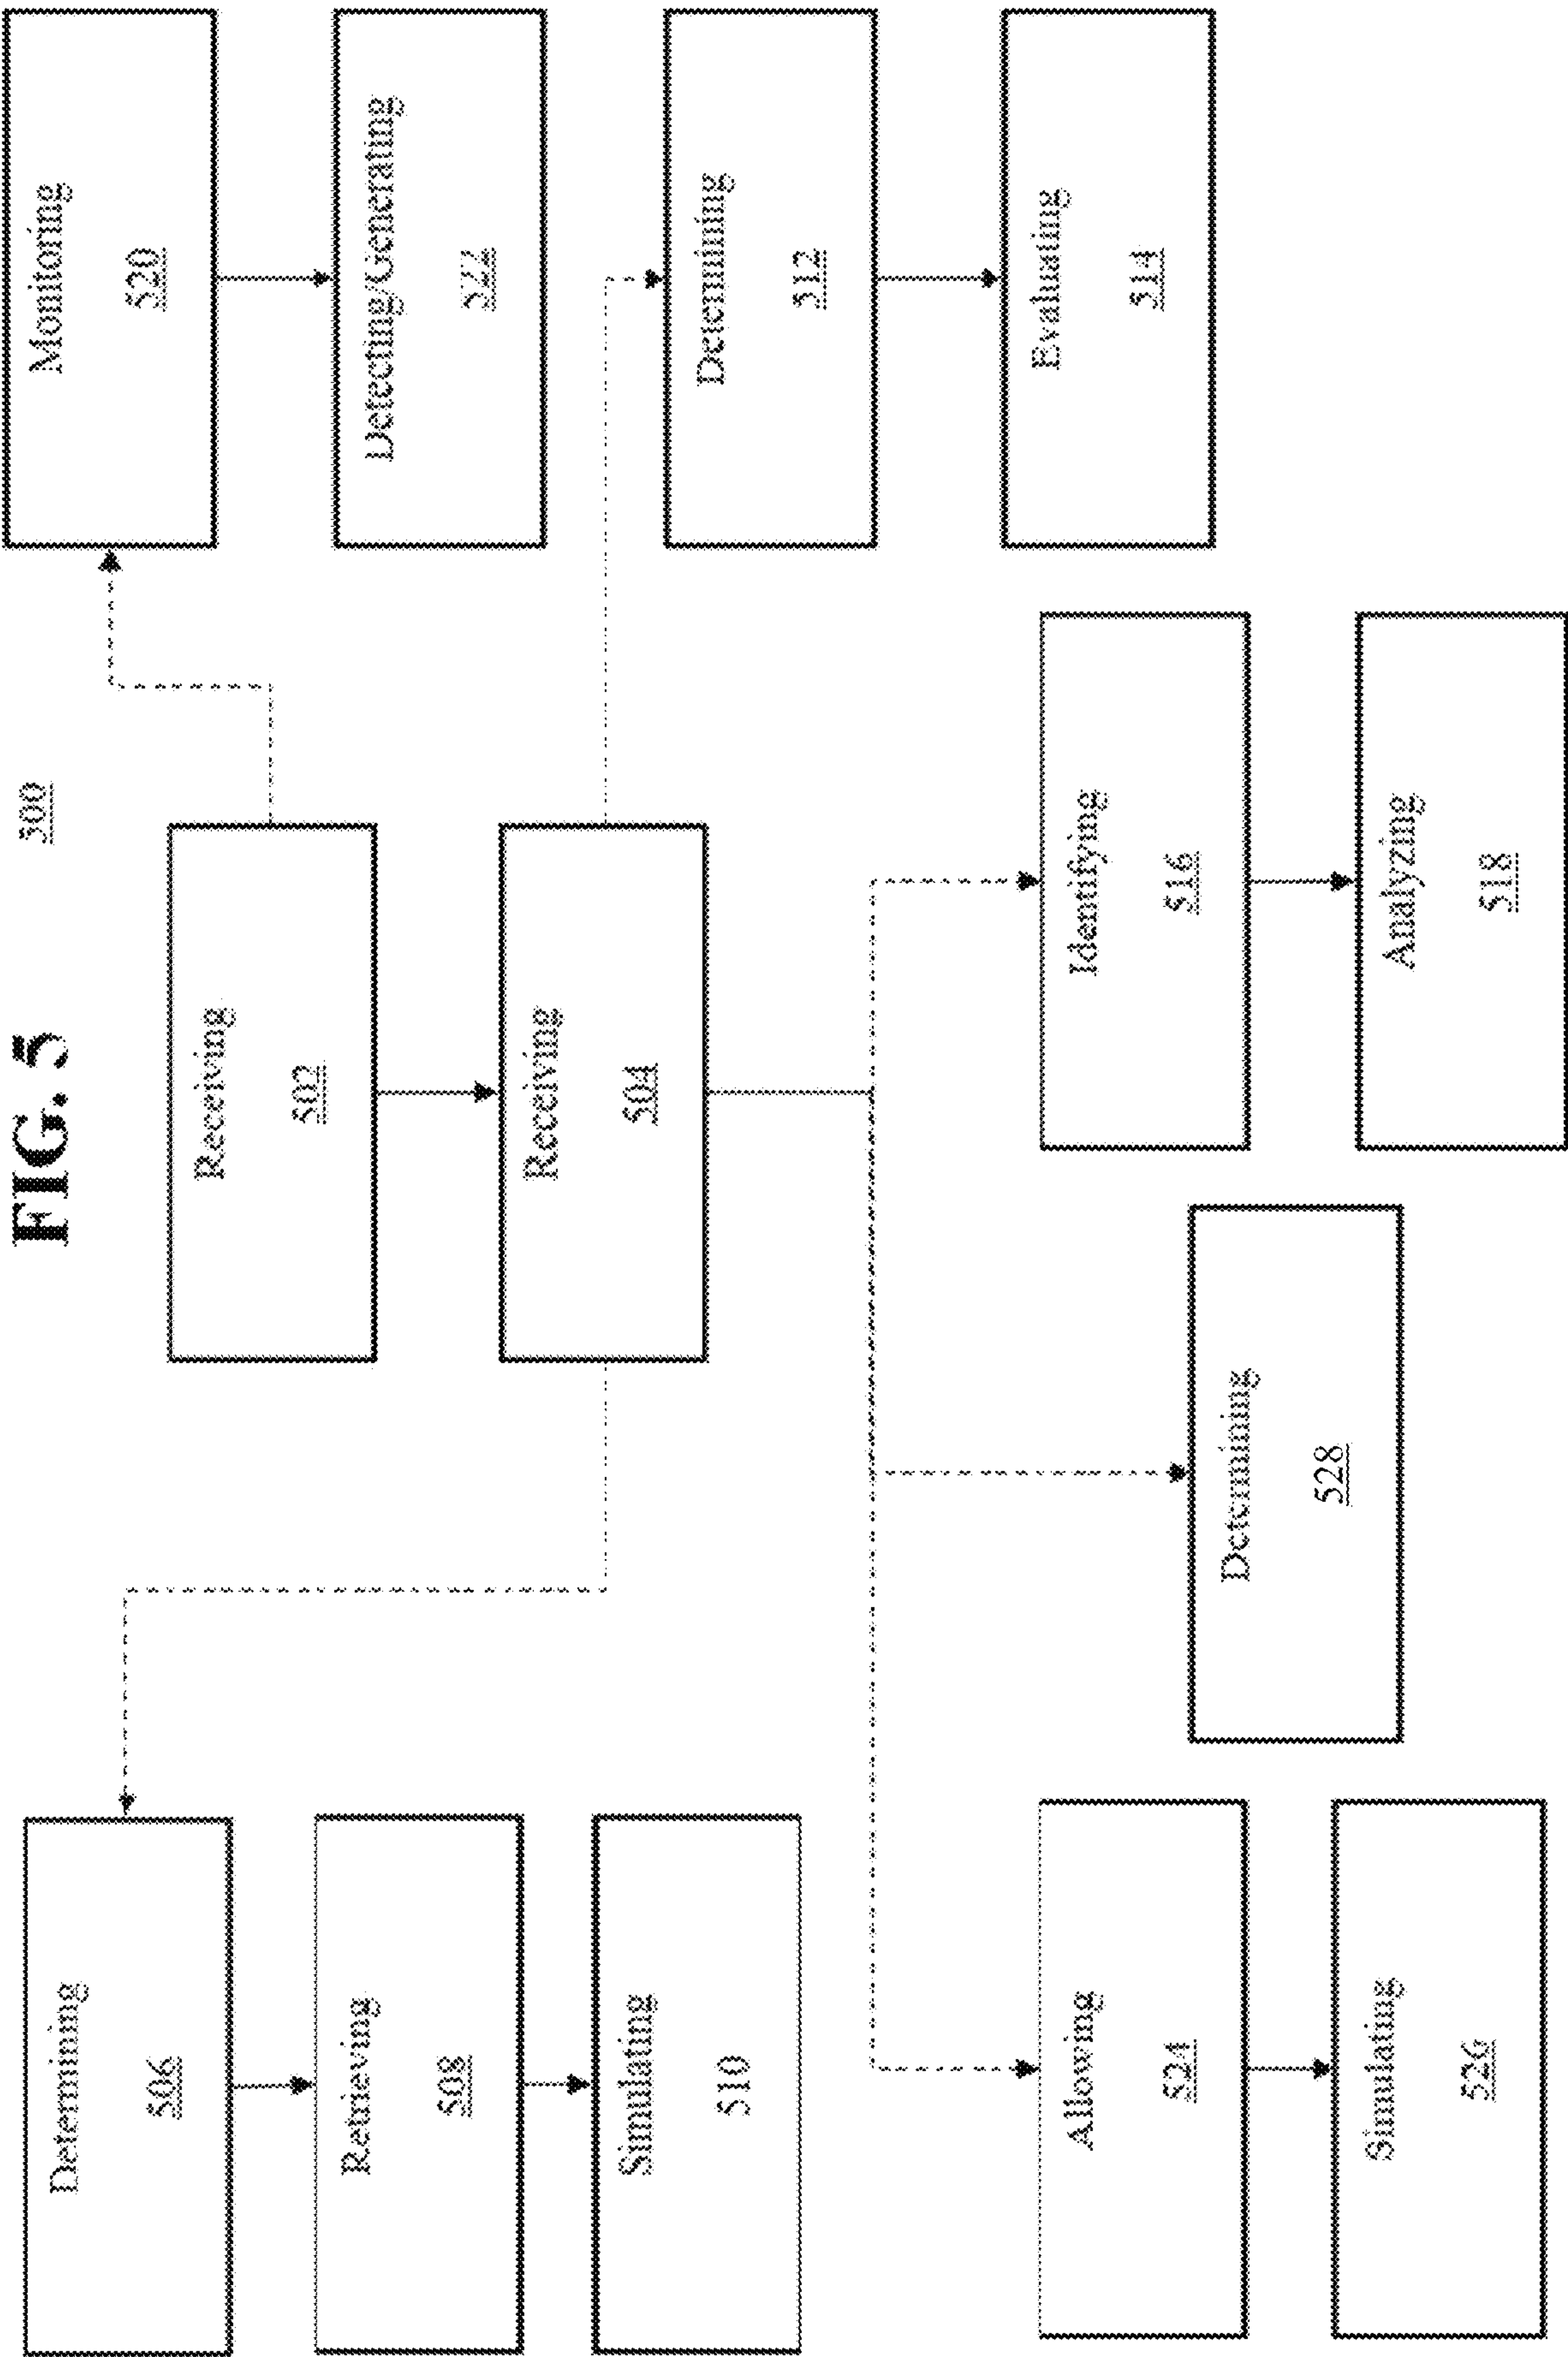 FIG. 5
500
Receiving
502
Receiving
504
Determining
506
Retrieving
508
Simulating
510
Monitoring
520
Detecting/Generating
522
Determining
512
Evaluating
514
Identifying
516
Analyzing
518
Determining
528
Allowing
524
Simulating
526